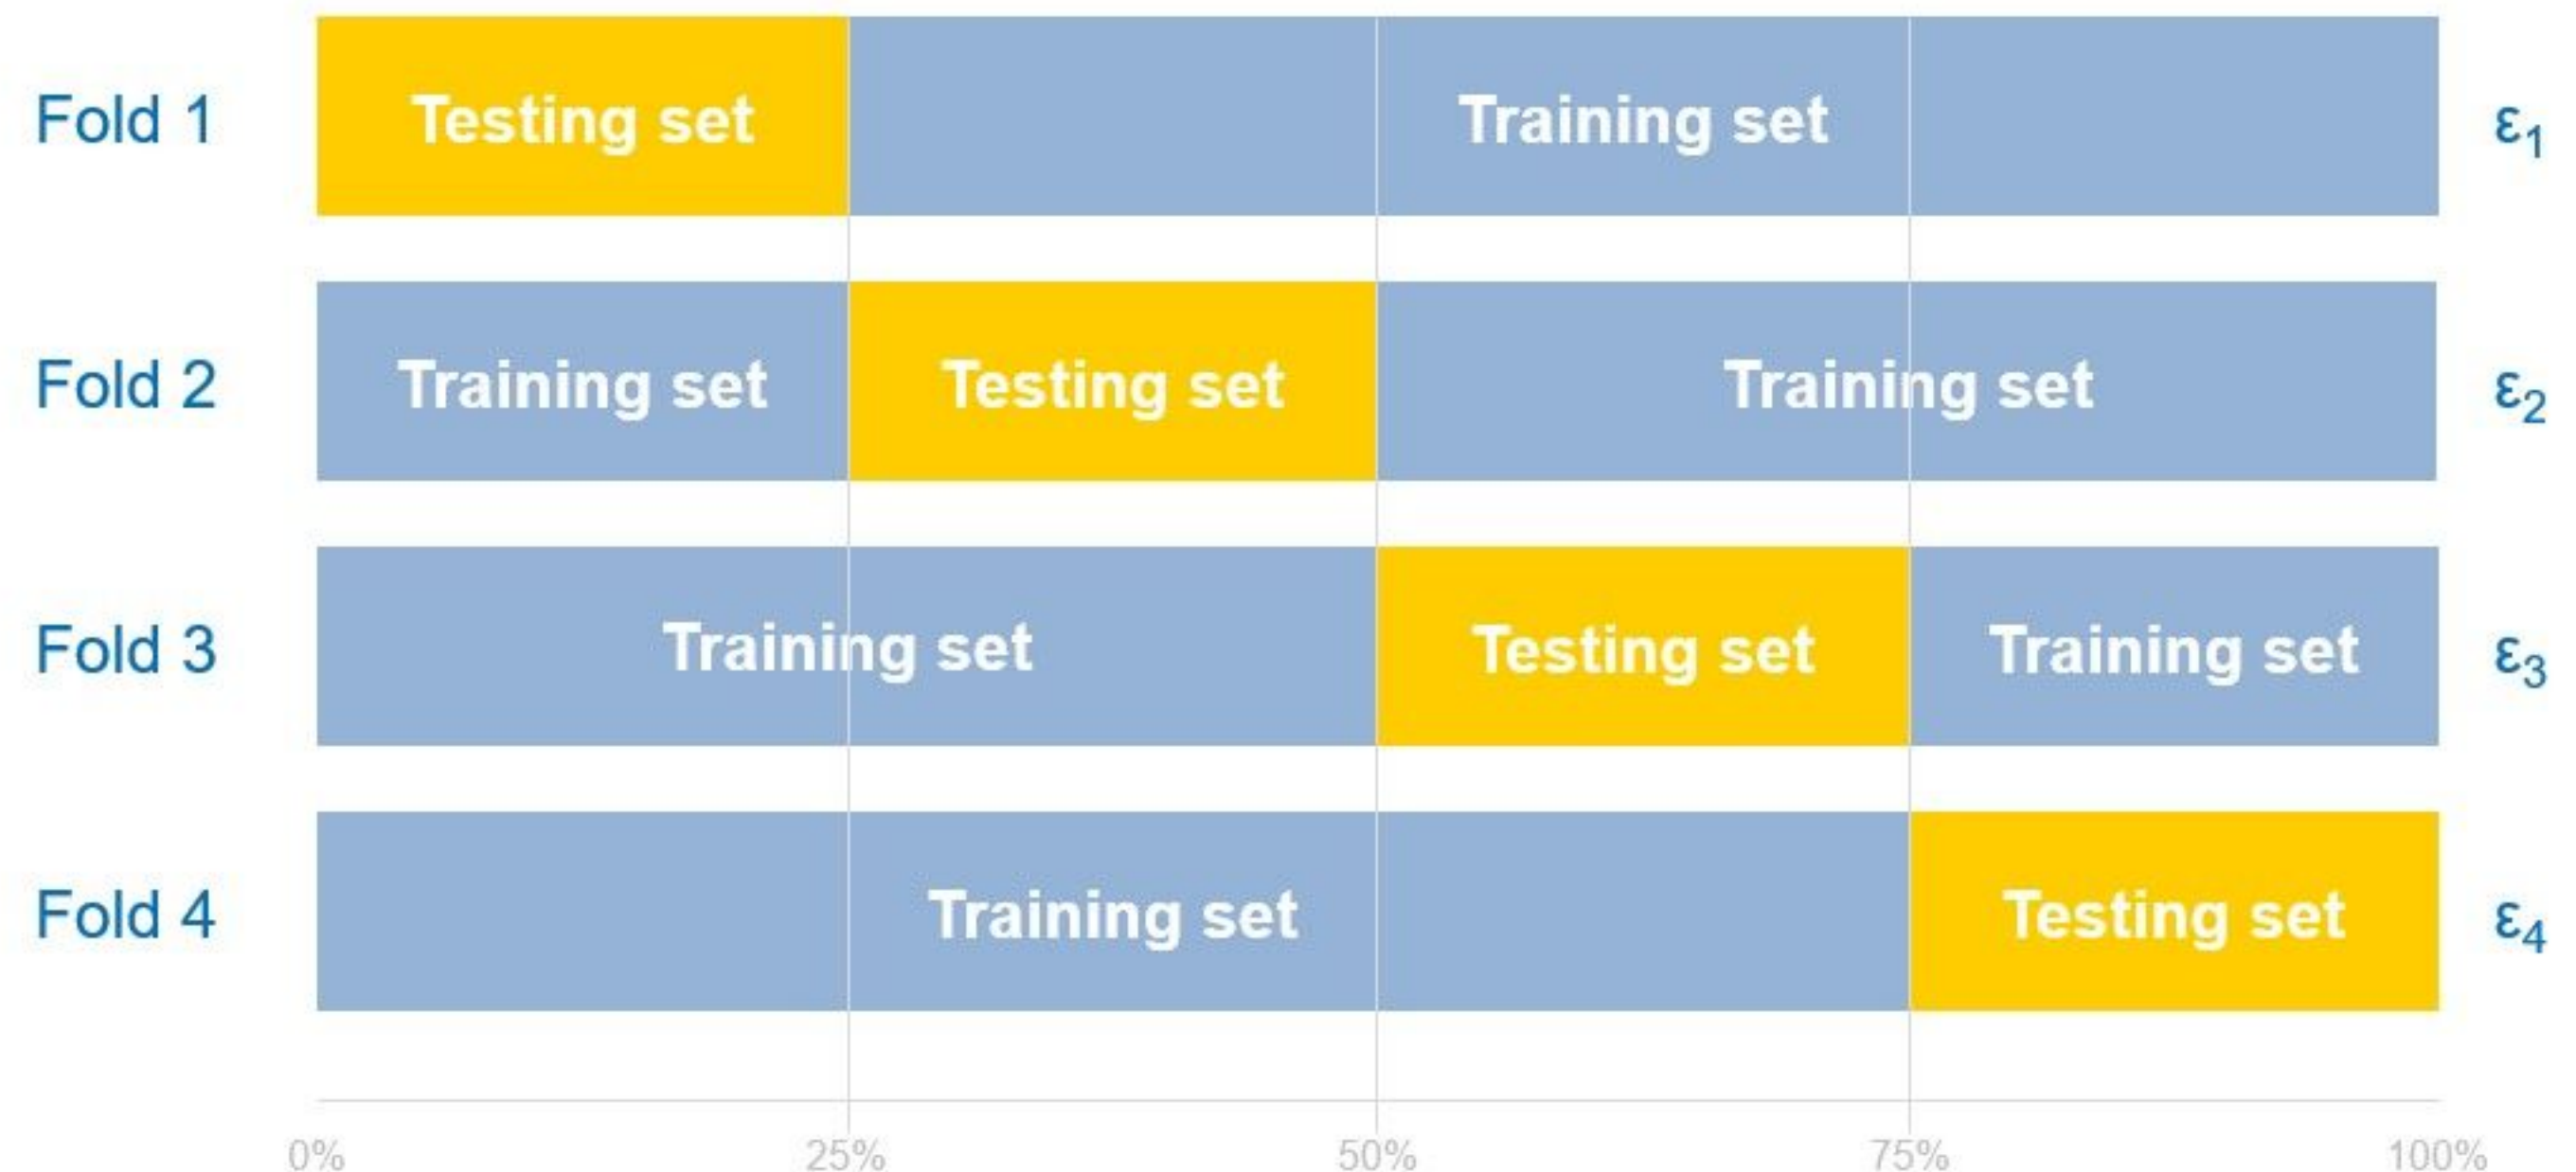 Fold 1 Testing set Training set ε₁
Fold 2 Training set Testing set Training set ε₂
Fold 3 Training set Testing set Training set ε₃
Fold 4 Training set Testing set ε₄
0% 25% 50% 75% 100%